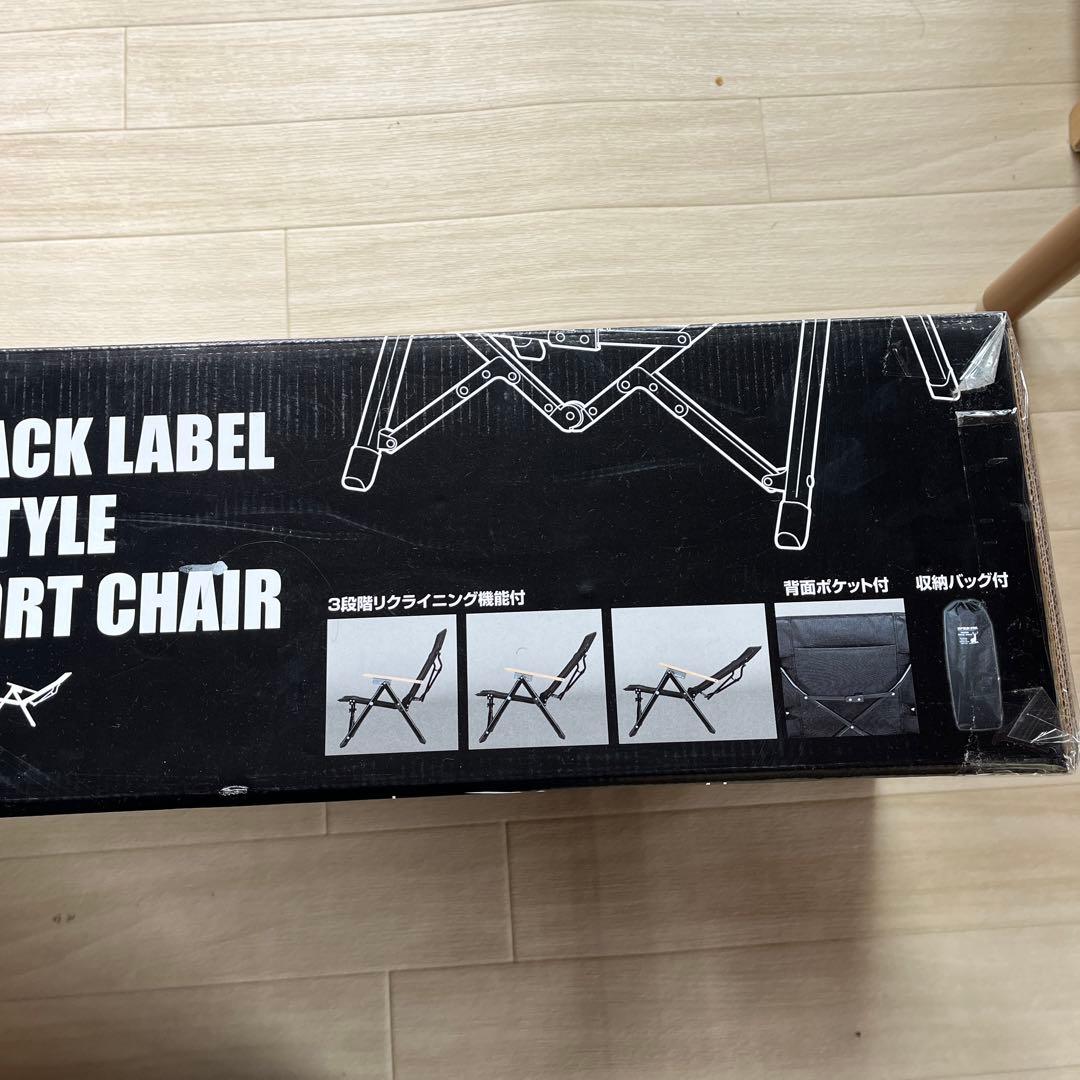 ACK LABEL
TYLE
ORT CHAIR
3段階リクライニング機能付
背面ポケット付
収納バッグ付